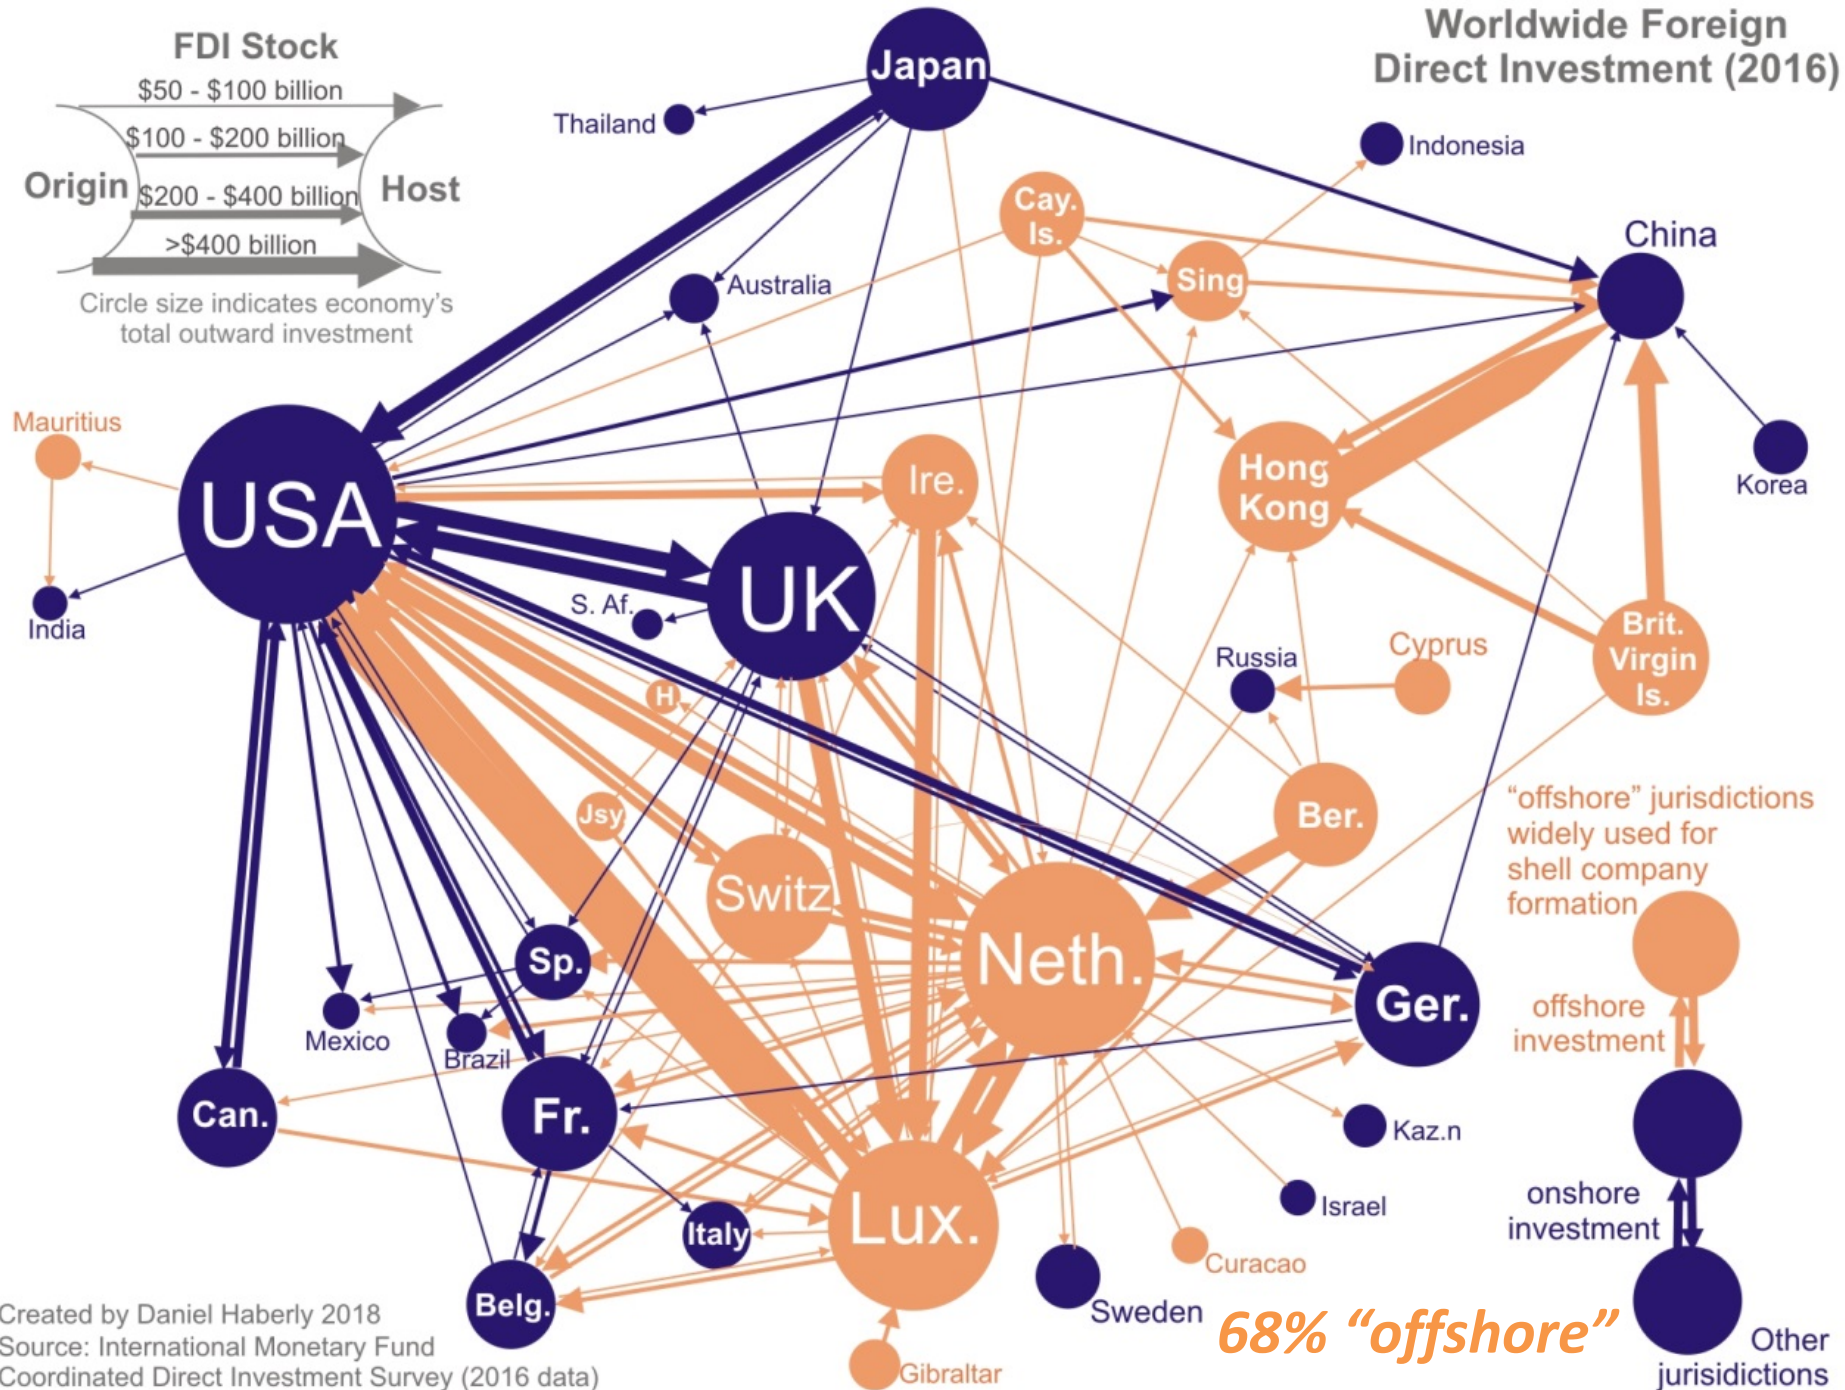 Worldwide Foreign
Direct Investment (2016)
FDI Stock
$50 - $100 billion
$100 - $200 billion
$200 - $400 billion
>$400 billion
Origin
Host
Circle size indicates economy's
total outward investment
Japan
Thailand
Indonesia
Cay.
Is.
Sing
China
Australia
Mauritius
USA
Ire.
Hong
Kong
Korea
UK
S. Af.
India
Brit.
Virgin
Is.
Russia
Cyprus
H
Jsy.
Switz
Ber.
Neth.
Sp.
Ger.
Mexico
Brazil
Can.
Fr.
Kaz.n
Israel
Italy
Lux.
Curacao
Sweden
Belg.
Gibraltar
“offshore” jurisdictions
widely used for
shell company
formation
offshore
investment
onshore
investment
Other
jurisidictions
68% “offshore”
Created by Daniel Haberly 2018
Source: International Monetary Fund
Coordinated Direct Investment Survey (2016 data)